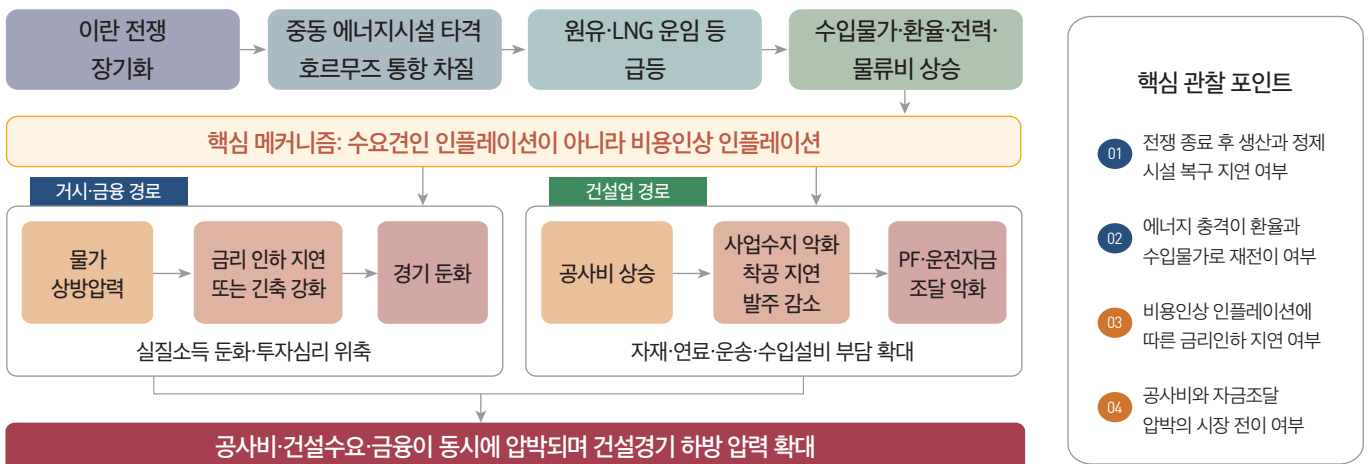 이란 전쟁
장기화
중동 에너지시설 타격
호르무즈 통항 차질
원유·LNG 운임 등
급등
수입물가·환율·전력·
물류비 상승
핵심 메커니즘: 수요견인 인플레이션이 아니라 비용인상 인플레이션
거시·금융 경로
물가
상방압력
금리 인하 지연
또는 긴축 강화
경기 둔화
실질소득 둔화·투자심리 위축
건설업 경로
공사비 상승
사업수지 악화
착공 지연
발주 감소
PF·운전자금
조달 악화
자재·연료·운송·수입설비 부담 확대
공사비·건설수요·금융이 동시에 압박되며 건설경기 하방 압력 확대
핵심 관찰 포인트
01
전쟁 종료 후 생산과 정제
시설 복구 지연 여부
02
에너지 충격이 환율과
수입물가로 재전이 여부
03
비용인상 인플레이션에
따른 금리인하 지연 여부
04
공사비와 자금조달
압박의 시장 전이 여부